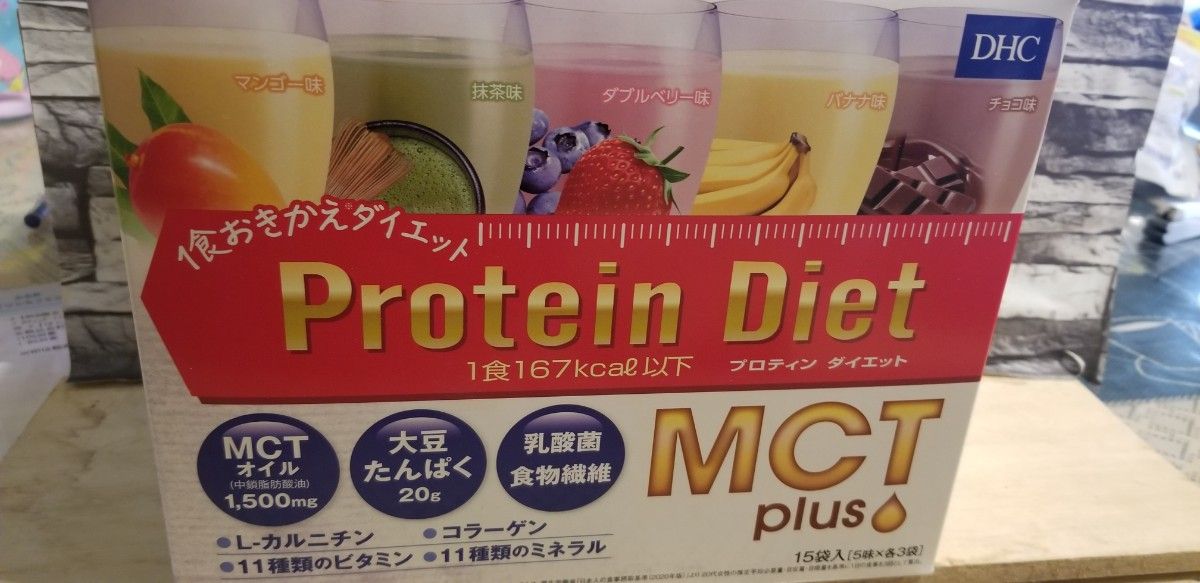 DHC
マンゴー味
抹茶味
ダブルベリー味
バナナ味
チョコ味
1食おきかえ※ダイエット
Protein Diet
1食167kcal以下 プロティン ダイエット
MCT
オイル
(中鎖脂肪酸油)
1,500mg
大豆
たんぱく
20g
乳酸菌
食物繊維
MCT
plus
●L-カルニチン ●コラーゲン
●11種類のビタミン ●11種類のミネラル
15袋入[5味×各3袋]